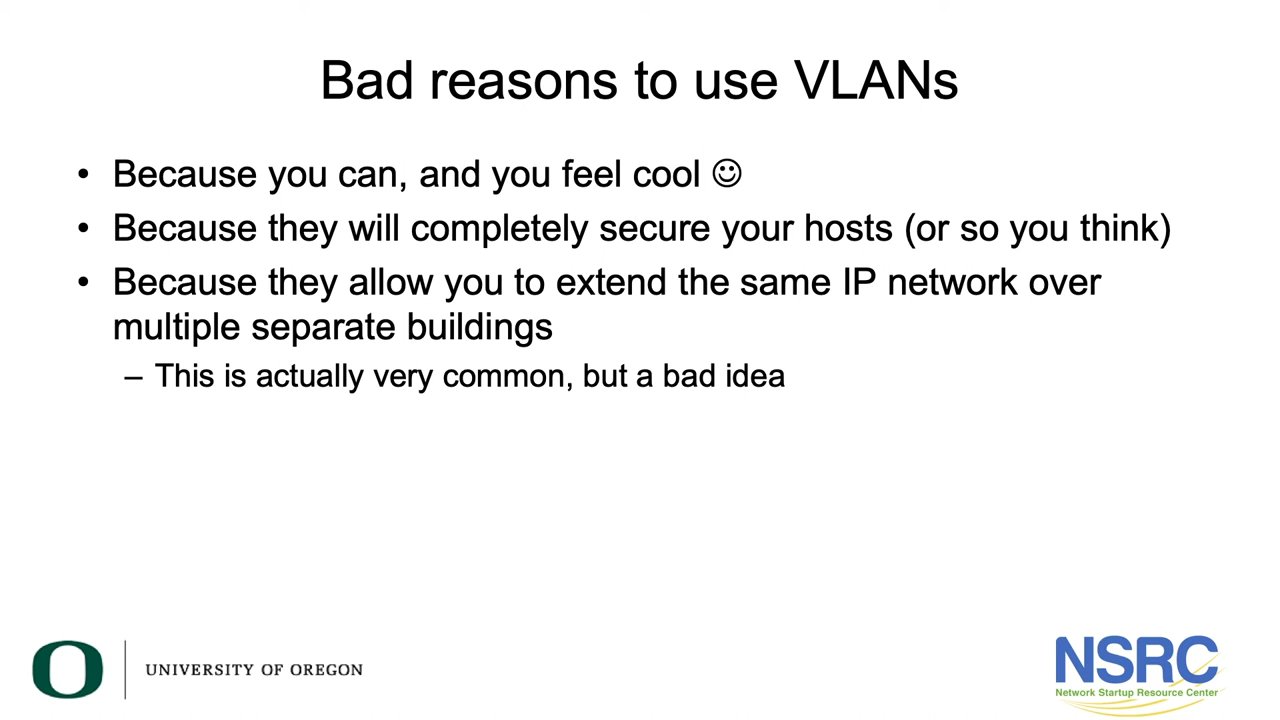 Bad reasons to use VLANs
• Because you can, and you feel cool ☺
• Because they will completely secure your hosts (or so you think)
• Because they allow you to extend the same IP network over
multiple separate buildings
– This is actually very common, but a bad idea
O
UNIVERSITY OF OREGON
NSRC
Network Startup Resource Center